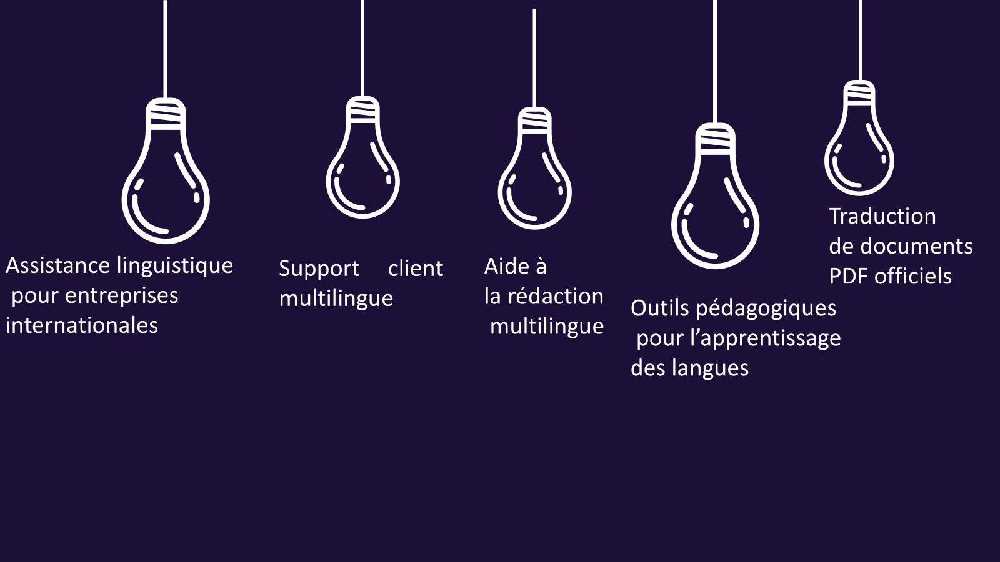 Assistance linguistique
pour entreprises
internationales
Support client
multilingue
Aide à
la rédaction
multilingue
Outils pédagogiques
pour l’apprentissage
des langues
Traduction
de documents
PDF officiels